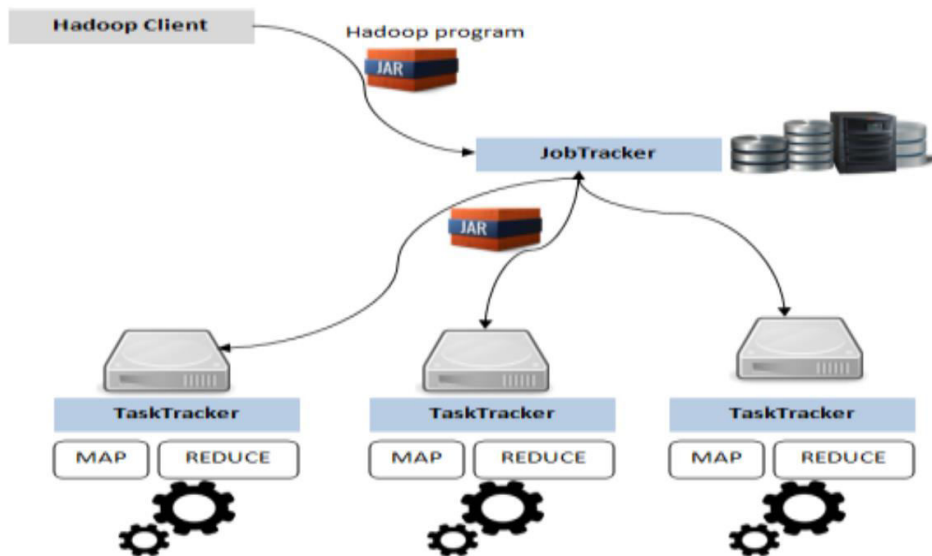 Hadoop Client
Hadoop program
JAR
JobTracker
JAR
TaskTracker
TaskTracker
TaskTracker
MAP
REDUCE
MAP
REDUCE
MAP
REDUCE